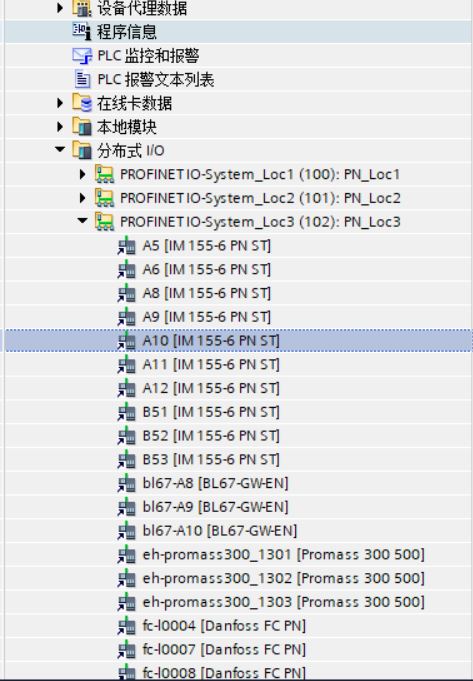 设备代理数据
程序信息
PLC 监控和报警
PLC 报警文本列表
在线卡数据
本地模块
分布式 I/O
PROFINET IO-System_Loc1 (100): PN_Loc1
PROFINET IO-System_Loc2 (101): PN_Loc2
PROFINET IO-System_Loc3 (102): PN_Loc3
A5 [IM 155-6 PN ST]
A6 [IM 155-6 PN ST]
A8 [IM 155-6 PN ST]
A9 [IM 155-6 PN ST]
A10 [IM 155-6 PN ST]
A11 [IM 155-6 PN ST]
A12 [IM 155-6 PN ST]
B51 [IM 155-6 PN ST]
B52 [IM 155-6 PN ST]
B53 [IM 155-6 PN ST]
bl67-A8 [BL67-GW-EN]
bl67-A9 [BL67-GW-EN]
bl67-A10 [BL67-GW-EN]
eh-promass300_1301 [Promass 300 500]
eh-promass300_1302 [Promass 300 500]
eh-promass300_1303 [Promass 300 500]
fc-l0004 [Danfoss FC PN]
fc-l0007 [Danfoss FC PN]
fc-l0008 [Danfoss FC PN]